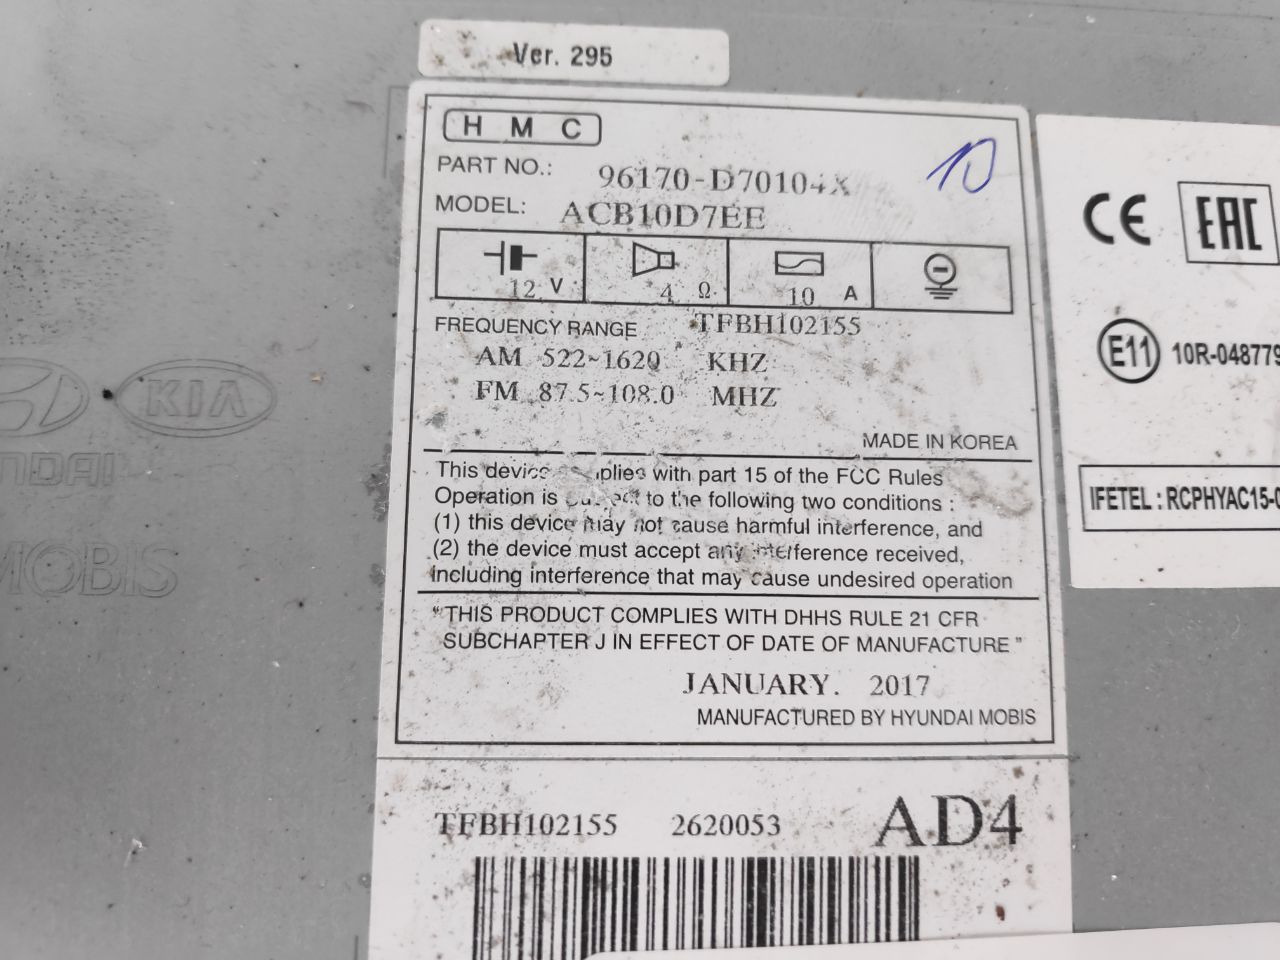 Ver. 295
HMC
PART NO.: 96170-D70104X
MODEL: ACB10D7EE
12 V 4 Ω 10 A
FREQUENCY RANGE TFBH102155
AM 522~1620 KHZ
FM 87.5~108.0 MHZ
MADE IN KOREA
This device complies with part 15 of the FCC Rules
Operation is subject to the following two conditions :
(1) this device may not cause harmful interference, and
(2) the device must accept any interference received,
including interference that may cause undesired operation
"THIS PRODUCT COMPLIES WITH DHHS RULE 21 CFR
SUBCHAPTER J IN EFFECT OF DATE OF MANUFACTURE"
JANUARY. 2017
MANUFACTURED BY HYUNDAI MOBIS
TFBH102155 2620053 AD4
10
CE EAC
E11 10R-048779
IFETEL : RCPHYAC15-0
KIA
NDAI
MOBIS